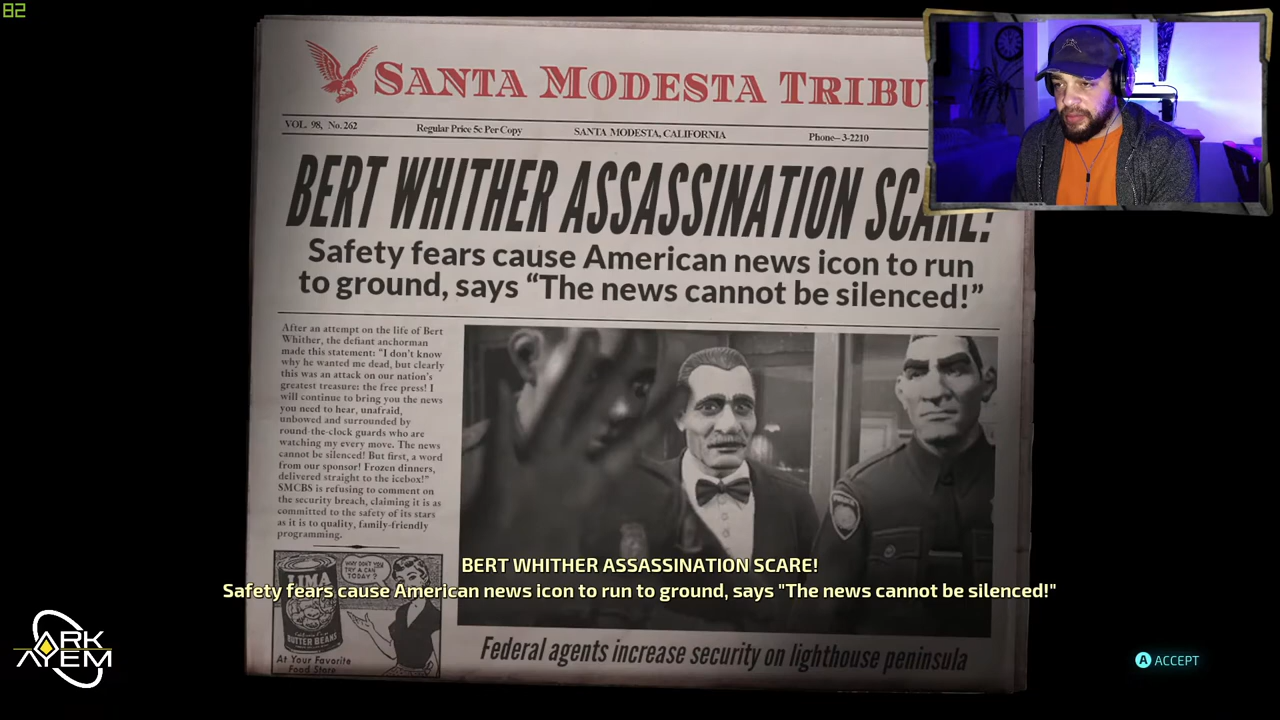 82
SANTA MODESTA TRIBU
VOL. 98, No. 262 Regular Price 5c Per Copy SANTA MODESTA, CALIFORNIA Phone—3-2210
BERT WHITHER ASSASSINATION SCARE!
Safety fears cause American news icon to run
to ground, says “The news cannot be silenced!”
After an attempt on the life of Bert
Whither, the defiant anchorman
made this statement: “I don’t know
why he wanted me dead, but clearly
this was an attack on our nation’s
greatest treasure: the free press! I
will continue to bring you the news
you need to hear, unafraid,
unbowed and surrounded by
round-the-clock guards who are
watching my every move. The news
cannot be silenced! But first, a word
from our sponsor! Frozen dinners,
delivered straight to the icebox!”
SMCBS is refusing to comment on
the security breach, claiming it is as
committed to the safety of its stars
as it is to quality, family-friendly
programming.
WHY DON'T YOU
TRY A CAN
TODAY?
LIMA
BUTTER BEANS
At Your Favorite
Food Store
BERT WHITHER ASSASSINATION SCARE!
Safety fears cause American news icon to run to ground, says "The news cannot be silenced!"
Federal agents increase security on lighthouse peninsula
ARK
AYEM
A ACCEPT